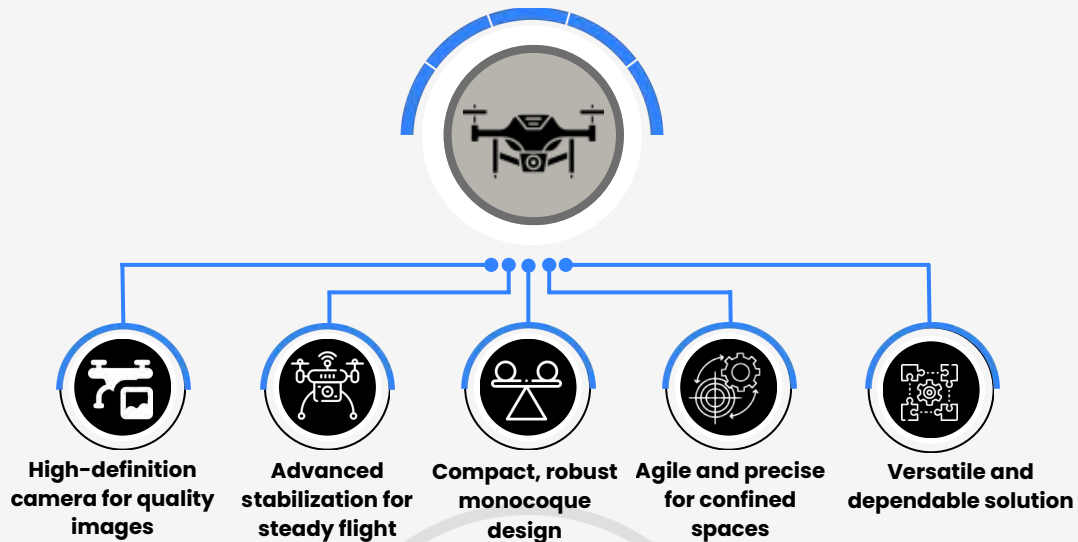 High-definition
camera for quality
images
Advanced
stabilization for
steady flight
Compact, robust
monocoque
design
Agile and precise
for confined
spaces
Versatile and
dependable solution